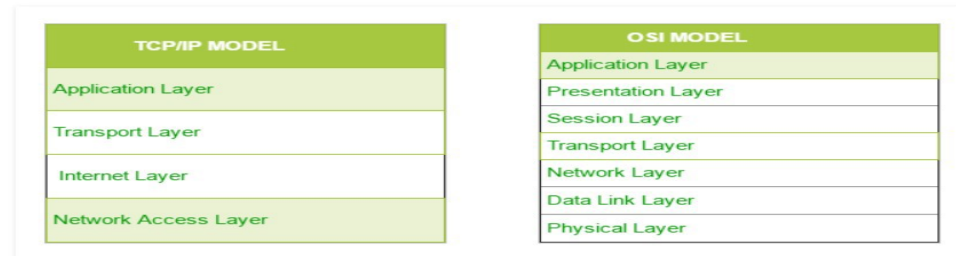 TCP/IP MODEL
Application Layer
Transport Layer
Internet Layer
Network Access Layer
OSI MODEL
Application Layer
Presentation Layer
Session Layer
Transport Layer
Network Layer
Data Link Layer
Physical Layer